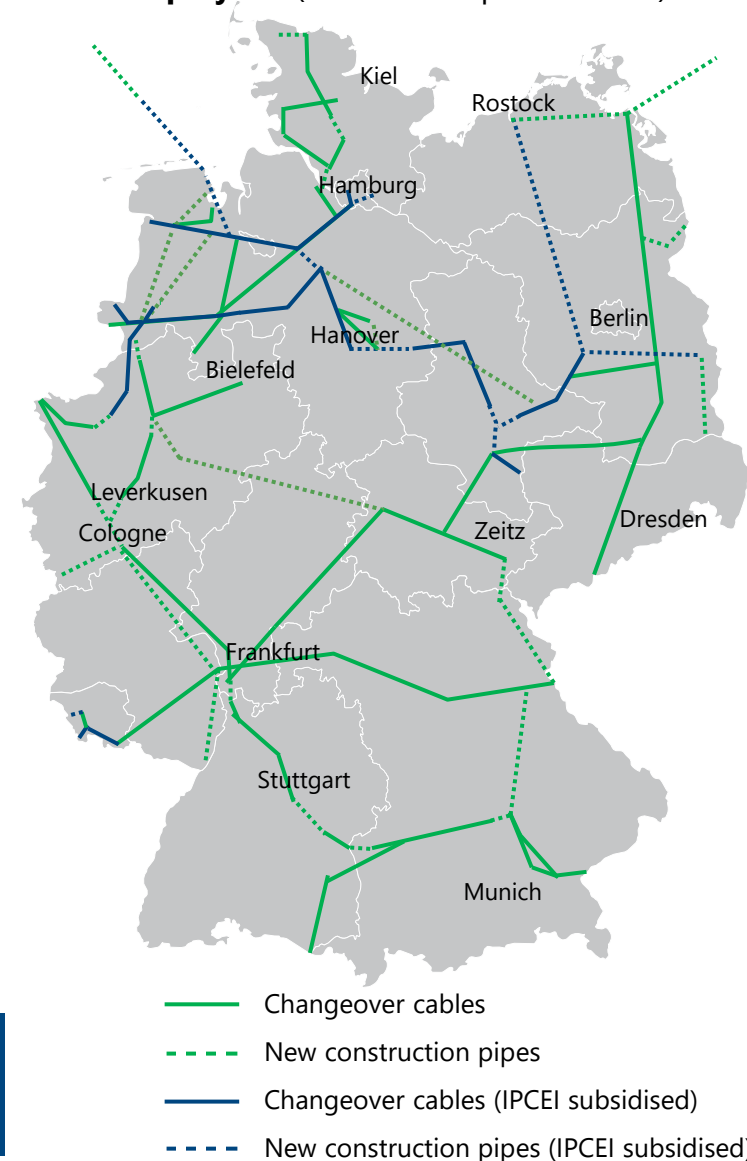 Kiel
Rostock
Hamburg
Berlin
Hanover
Bielefeld
Leverkusen
Cologne
Zeitz
Dresden
Frankfurt
Stuttgart
Munich
Changeover cables
New construction pipes
Changeover cables (IPCEI subsidised)
New construction pipes (IPCEI subsidised)